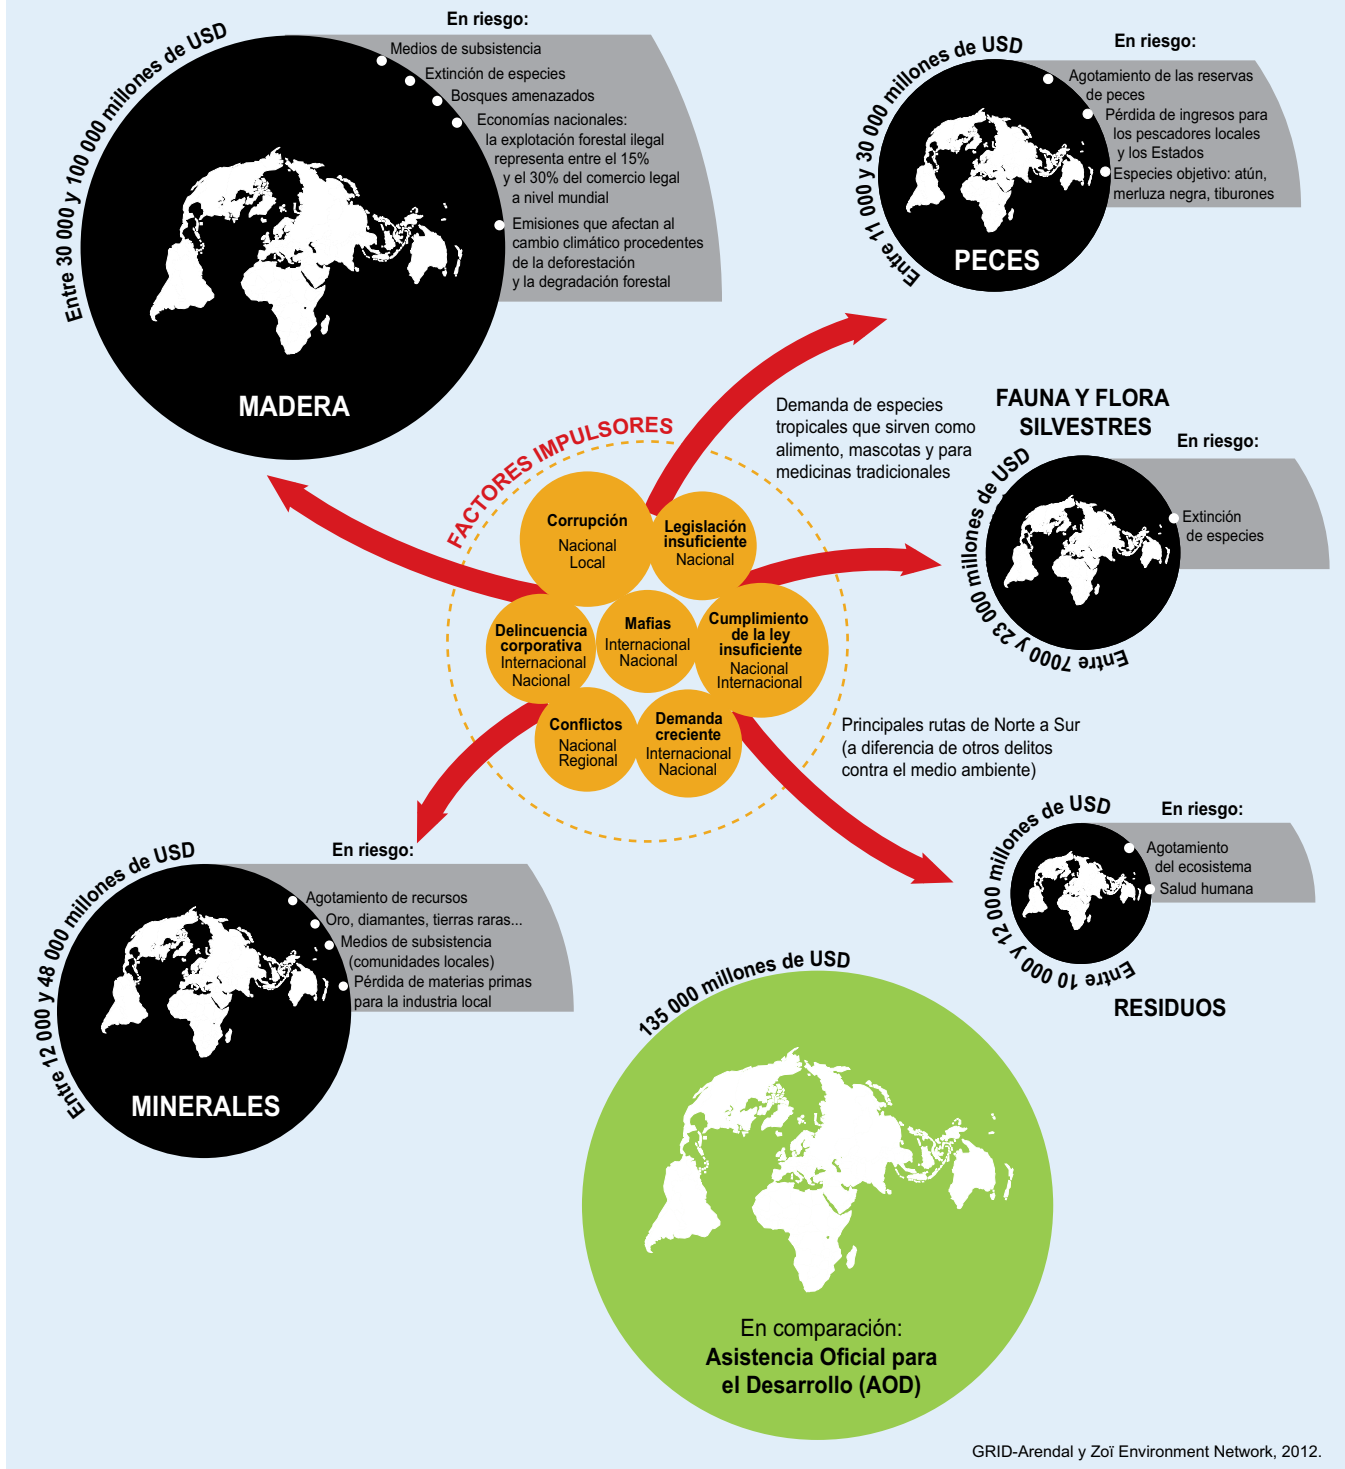 Entre 30 000 y 100 000 millones de USD
En riesgo:
Medios de subsistencia
Extinción de especies
Bosques amenazados
Economías nacionales:
la explotación forestal ilegal
representa entre el 15%
y el 30% del comercio legal
a nivel mundial
Emisiones que afectan al
cambio climático procedentes
de la deforestación
y la degradación forestal
MADERA
Entre 11 000 y 30 000 millones de USD
En riesgo:
Agotamiento de las reservas
de peces
Pérdida de ingresos para
los pescadores locales
y los Estados
Especies objetivo: atún,
merluza negra, tiburones
PECES
Demanda de especies
tropicales que sirven como
alimento, mascotas y para
medicinas tradicionales
FAUNA Y FLORA
SILVESTRES
Entre 7000 y 23 000 millones de USD
En riesgo:
Extinción
de especies
FACTORES IMPULSORES
Corrupción
Nacional
Local
Legislación
insuficiente
Nacional
Delincuencia
corporativa
Internacional
Nacional
Mafias
Internacional
Nacional
Cumplimiento
de la ley
insuficiente
Nacional
Internacional
Conflictos
Nacional
Regional
Demanda
creciente
Internacional
Nacional
Principales rutas de Norte a Sur
(a diferencia de otros delitos
contra el medio ambiente)
Entre 10 000 y 12 000 millones de USD
En riesgo:
Agotamiento
del ecosistema
Salud humana
RESIDUOS
Entre 12 000 y 48 000 millones de USD
En riesgo:
Agotamiento de recursos
Oro, diamantes, tierras raras...
Medios de subsistencia
(comunidades locales)
Pérdida de materias primas
para la industria local
MINERALES
135 000 millones de USD
En comparación:
Asistencia Oficial para
el Desarrollo (AOD)
GRID-Arendal y Zoï Environment Network, 2012.